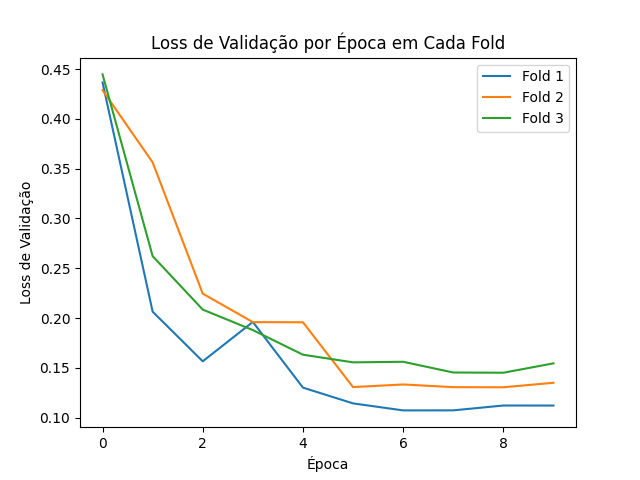 Loss de Validação por Época em Cada Fold
Fold 1
Fold 2
Fold 3
Loss de Validação
0.45
0.40
0.35
0.30
0.25
0.20
0.15
0.10
0 2 4 6 8
Época